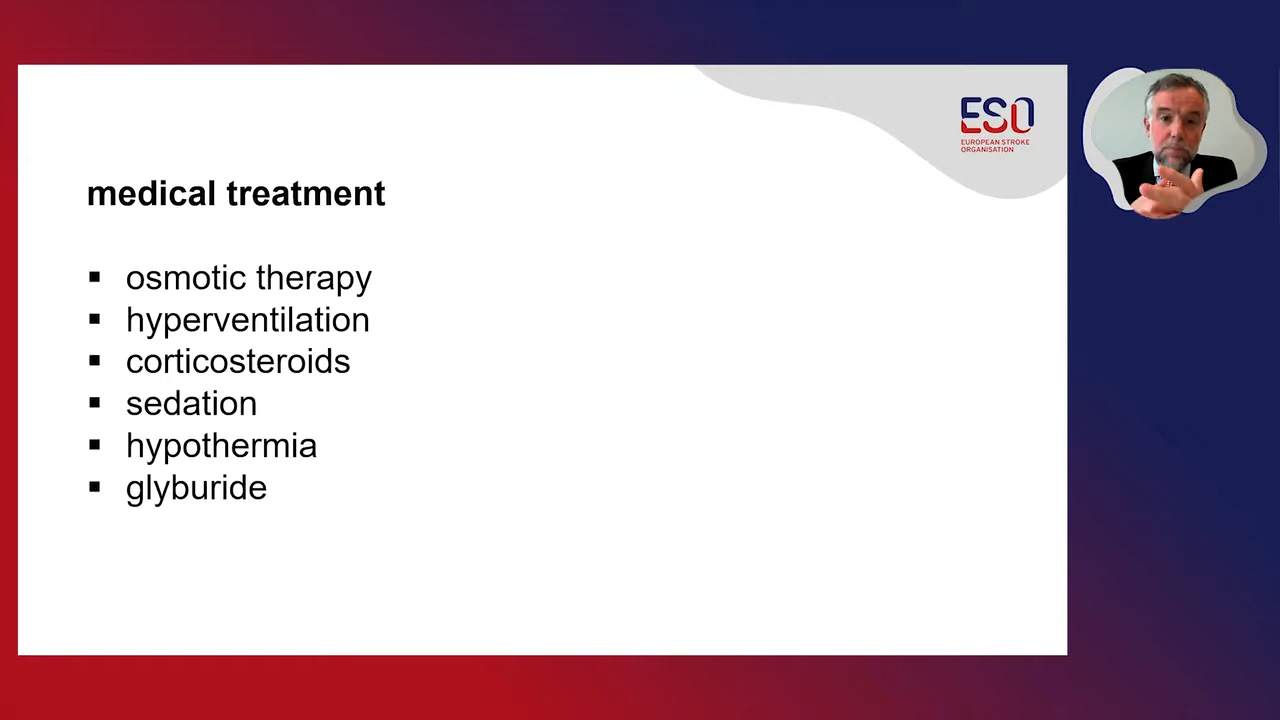 ESO
EUROPEAN STROKE
ORGANISATION
medical treatment
▪ osmotic therapy
▪ hyperventilation
▪ corticosteroids
▪ sedation
▪ hypothermia
▪ glyburide